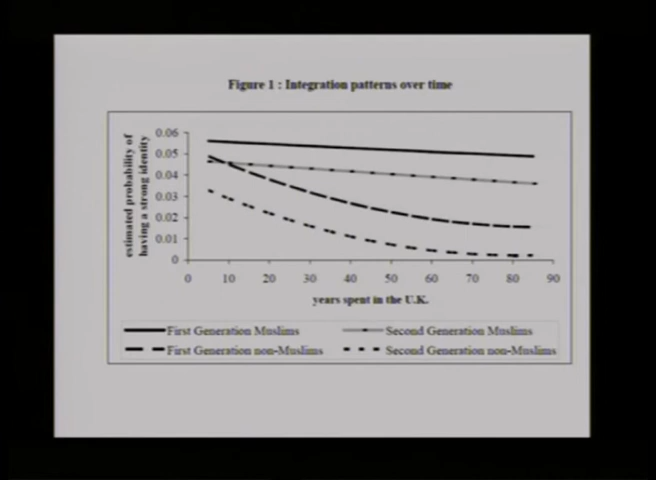 Figure 1 : Integration patterns over time
estimated probability of
having a strong identity
0.06
0.05
0.04
0.03
0.02
0.01
0
0 10 20 30 40 50 60 70 80 90
years spent in the U.K.
First Generation Muslims Second Generation Muslims
First Generation non-Muslims Second Generation non-Muslims